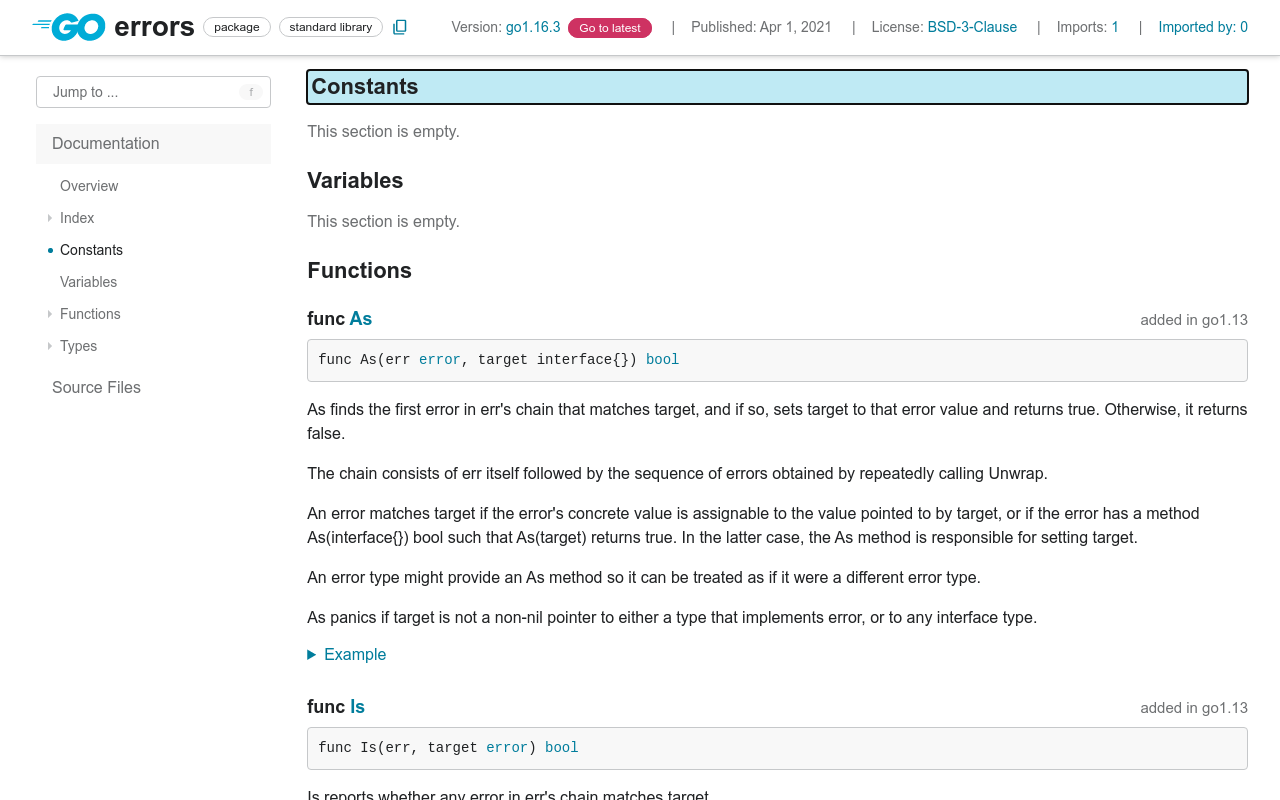 GO errors package standard library Version: go1.16.3 Go to latest | Published: Apr 1, 2021 | License: BSD-3-Clause | Imports: 1 | Imported by: 0
Jump to ... f
Documentation
Overview
Index
Constants
Variables
Functions
Types
Source Files
Constants
This section is empty.
Variables
This section is empty.
Functions
func As added in go1.13
func As(err error, target interface{}) bool
As finds the first error in err's chain that matches target, and if so, sets target to that error value and returns true. Otherwise, it returns
false.
The chain consists of err itself followed by the sequence of errors obtained by repeatedly calling Unwrap.
An error matches target if the error's concrete value is assignable to the value pointed to by target, or if the error has a method
As(interface{}) bool such that As(target) returns true. In the latter case, the As method is responsible for setting target.
An error type might provide an As method so it can be treated as if it were a different error type.
As panics if target is not a non-nil pointer to either a type that implements error, or to any interface type.
Example
func Is added in go1.13
func Is(err, target error) bool
Is reports whether any error in err's chain matches target.